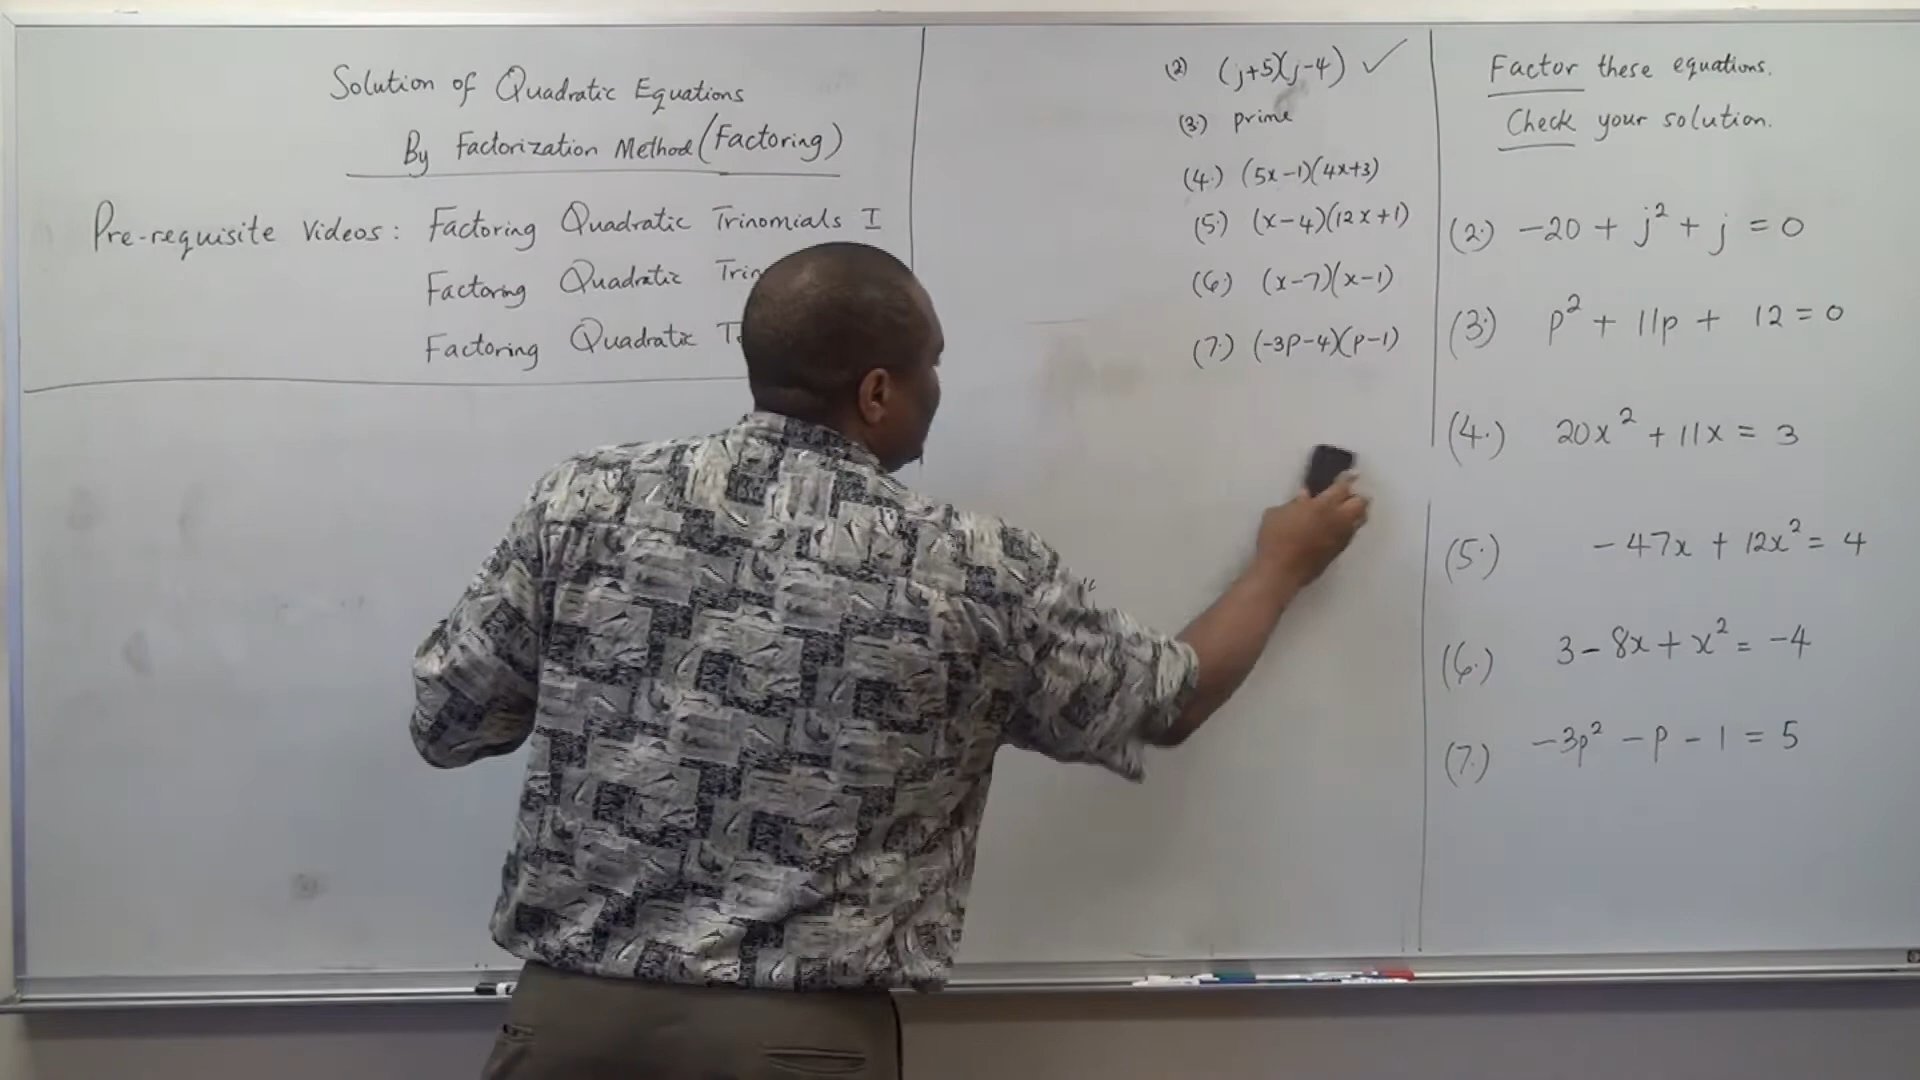 Solution of Quadratic Equations
By Factorization Method (Factoring)
Pre-requisite Videos: Factoring Quadratic Trinomials I
Factoring Quadratic
Factoring Quadratic
(2) (j+5)(j-4) ✓
(3.) prime
(4.) (5x-1)(4x+3)
(5.) (x-4)(12x+1)
(6.) (x-7)(x-1)
(7.) (-3p-4)(p-1)
Factor these equations.
Check your solution.
(2.) -20 + j² + j = 0
(3.) p² + 11p + 12 = 0
(4.) 20x² + 11x = 3
(5.) -47x + 12x² = 4
(6.) 3 - 8x + x² = -4
(7.) -3p² - p - 1 = 5